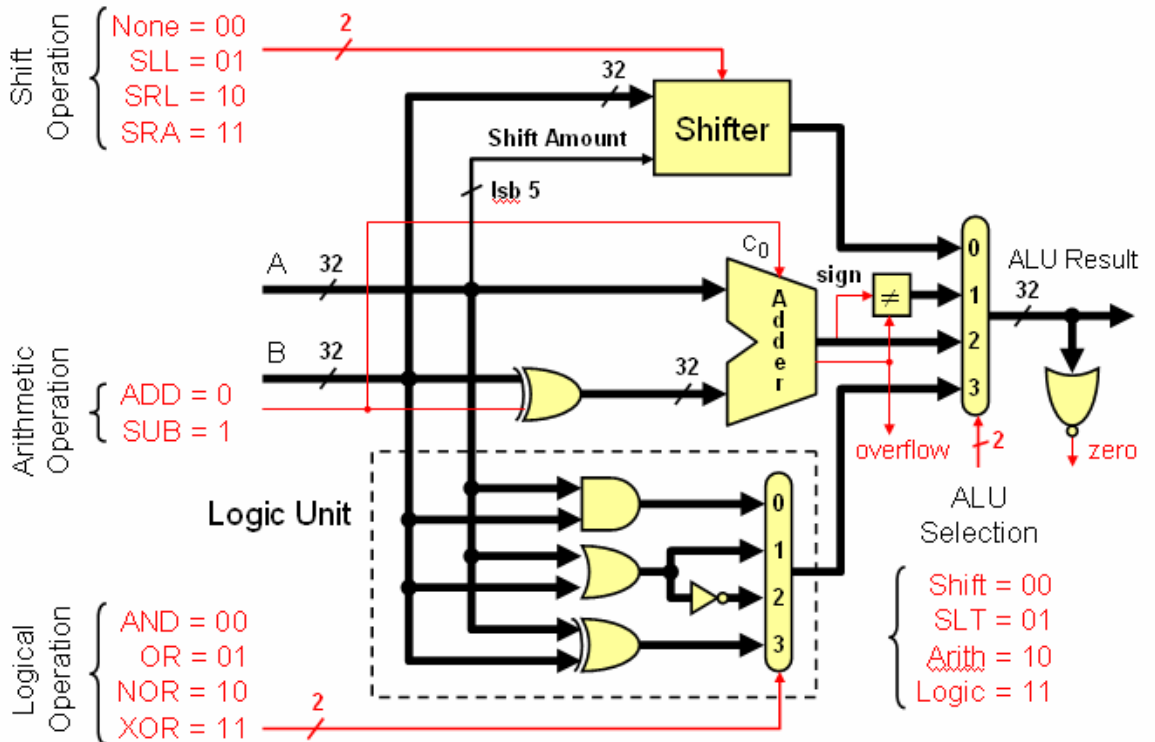 Shift
Operation
None = 00
SLL = 01
SRL = 10
SRA = 11
2
32
Shifter
Shift Amount
lsb 5
A
32
B
32
c0
Adder
32
sign
≠
overflow
0
1
2
3
2
ALU Result
32
zero
ALU
Selection
Shift = 00
SLT = 01
Arith = 10
Logic = 11
Arithmetic
Operation
ADD = 0
SUB = 1
Logic Unit
0
1
2
3
Logical
Operation
AND = 00
OR = 01
NOR = 10
XOR = 11
2